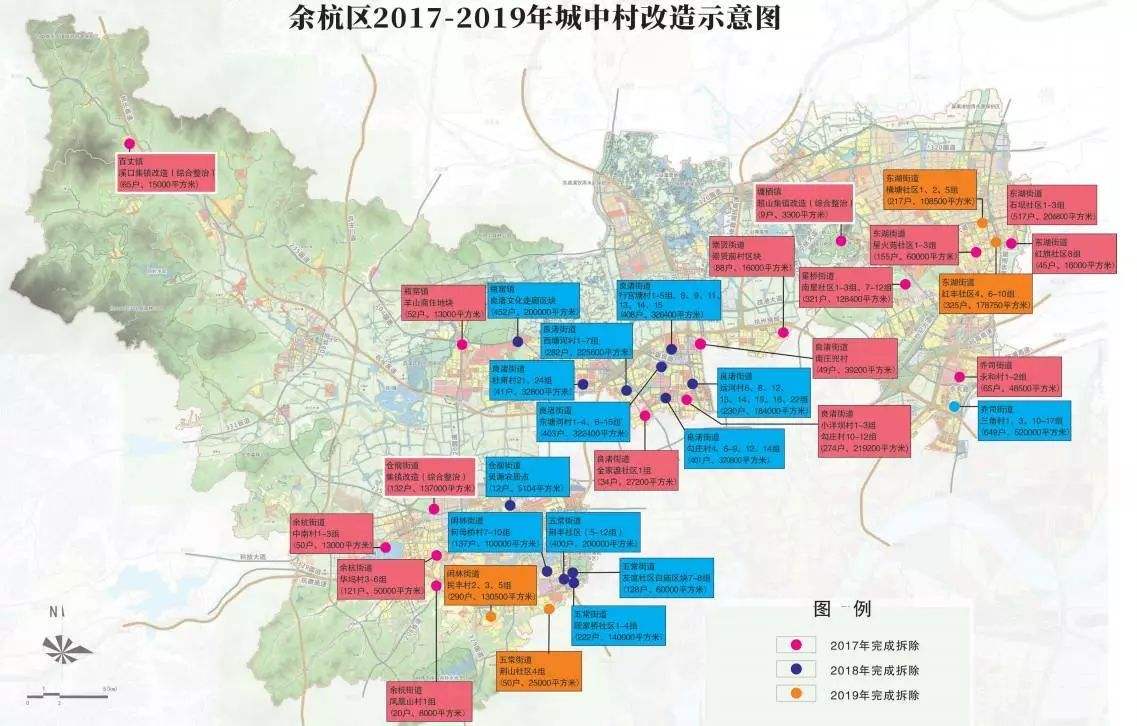 余杭区2017-2019年城中村改造示意图
百丈镇
溪口集镇改造（综合整治）
(65户、15000平方米)
塘栖镇
超山集镇改造（综合整治）
(9户、3300平方米)
东湖街道
横塘社区1、2、5组
(217户、108500平方米)
东湖街道
石坝社区1-3组
(517户、206800平方米)
崇贤街道
崇贤前村区块
(88户、16000平方米)
东湖街道
星火苑社区1-3组
(155户、60000平方米)
东湖街道
红旗社区8组
(45户、16000平方米)
星桥街道
南星社区1-3组、7-12组
(321户、128400平方米)
东湖街道
红丰社区4、6-10组
(325户、178750平方米)
瓶窑镇
羊山商住地块
(52户、13000平方米)
瓶窑镇
良渚文化走廊区块
(452户、200000平方米)
良渚街道
行宫塘村1-5组、8、9、11、
13、14、15
(408户、326400平方米)
良渚街道
西塘河村1-7组
(282户、225600平方米)
良渚街道
杜甫村21、24组
(41户、32800平方米)
良渚街道
东塘河村1-4、6-15组
(403户、322400平方米)
良渚街道
南庄兜村
(49户、39200平方米)
良渚街道
运河村6、8、12、
13、14、15、16、22组
(230户、184000平方米)
良渚街道
小洋坝村1-3组
勾庄村10-12组
(274户、219200平方米)
良渚街道
勾庄村4、5-9、13、14组
(401户、320800平方米)
良渚街道
金家渡社区1组
(34户、27200平方米)
乔司街道
永和村1-2组
(65户、48500平方米)
乔司街道
三角村1、3、10-17组
(649户、520000平方米)
仓前街道
集镇改造（综合整治）
(132户、137000平方米)
仓前街道
(12户、5104平方米)
余杭街道
中南村1-3组
(50户、13000平方米)
闲林街道
何母桥村7-10组
(137户、100000平方米)
五常街道
荆丰社区（5-12组）
(400户、200000平方米)
余杭街道
华坞村3-6组
(121户、50000平方米)
闲林街道
民丰村2、3、5组
(290户、130500平方米)
五常街道
友谊社区白庙区块7-8组
(128户、60000平方米)
五常街道
顾家桥社区1-4组
(222户、140000平方米)
五常街道
荆山社区4组
(50户、25000平方米)
余杭街道
凤凰山村1组
(20户、8000平方米)
320国道
科技大道
N
图 例
2017年完成拆除
2018年完成拆除
2019年完成拆除